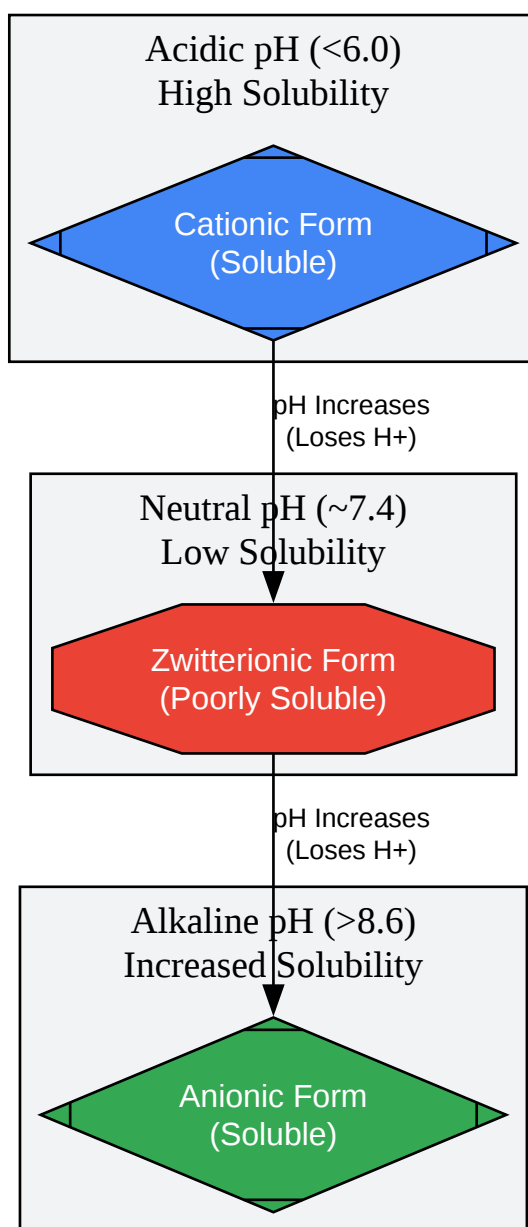 Acidic pH (<6.0)
High Solubility
Cationic Form
(Soluble)
pH Increases
(Loses H+)
Neutral pH (~7.4)
Low Solubility
Zwitterionic Form
(Poorly Soluble)
pH Increases
(Loses H+)
Alkaline pH (>8.6)
Increased Solubility
Anionic Form
(Soluble)